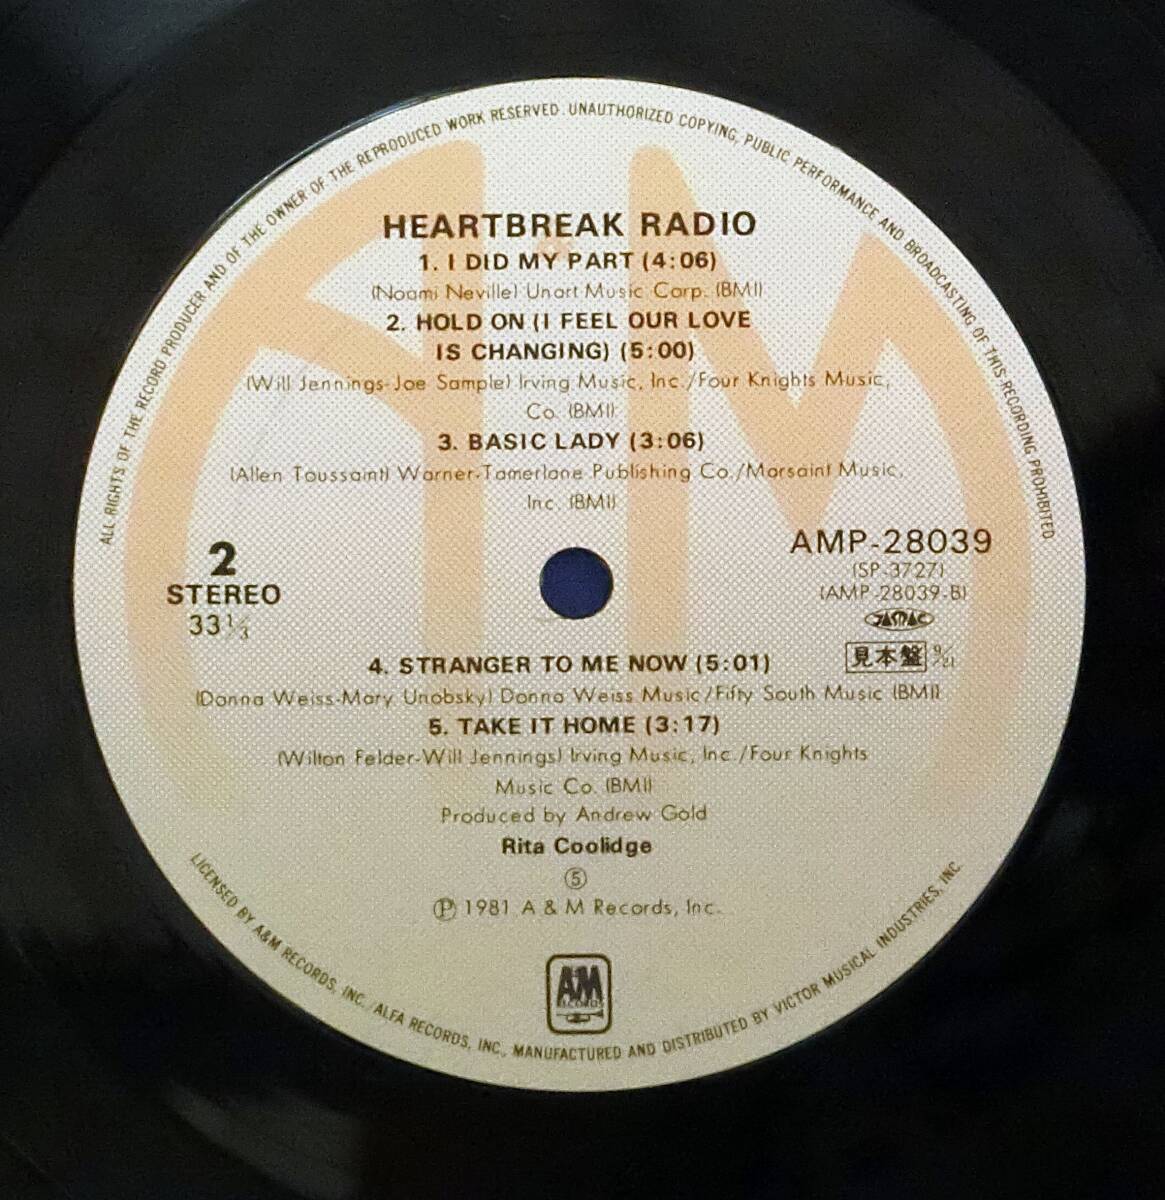 ALL RIGHTS OF THE RECORD PRODUCER AND OF THE OWNER OF THE REPRODUCED WORK RESERVED. UNAUTHORIZED COPYING, PUBLIC PERFORMANCE AND BROADCASTING OF THIS RECORDING PROHIBITED
HEARTBREAK RADIO
1. I DID MY PART (4:06)
(Noami Neville) Unart Music Corp. (BMI)
2. HOLD ON (I FEEL OUR LOVE
IS CHANGING) (5:00)
(Will Jennings-Joe Sample) Irving Music, Inc./Four Knights Music,
Co. (BMI)
3. BASIC LADY (3:06)
(Allen Toussaint) Warner-Tamerlane Publishing Co./Marsaint Music,
Inc. (BMI)
2
STEREO
33 1/3
AMP-28039
(SP-3727)
(AMP-28039-B)
JASRAC
見本盤 9/21
4. STRANGER TO ME NOW (5:01)
(Donna Weiss-Mary Unobsky) Donna Weiss Music/Fifty South Music (BMI)
5. TAKE IT HOME (3:17)
(Wilton Felder-Will Jennings) Irving Music, Inc./Four Knights
Music Co. (BMI)
Produced by Andrew Gold
Rita Coolidge
⑤
Ⓟ 1981 A & M Records, Inc.
A&M
RECORDS
LICENSED BY A&M RECORDS, INC./ALFA RECORDS, INC., MANUFACTURED AND DISTRIBUTED BY VICTOR MUSICAL INDUSTRIES, INC.